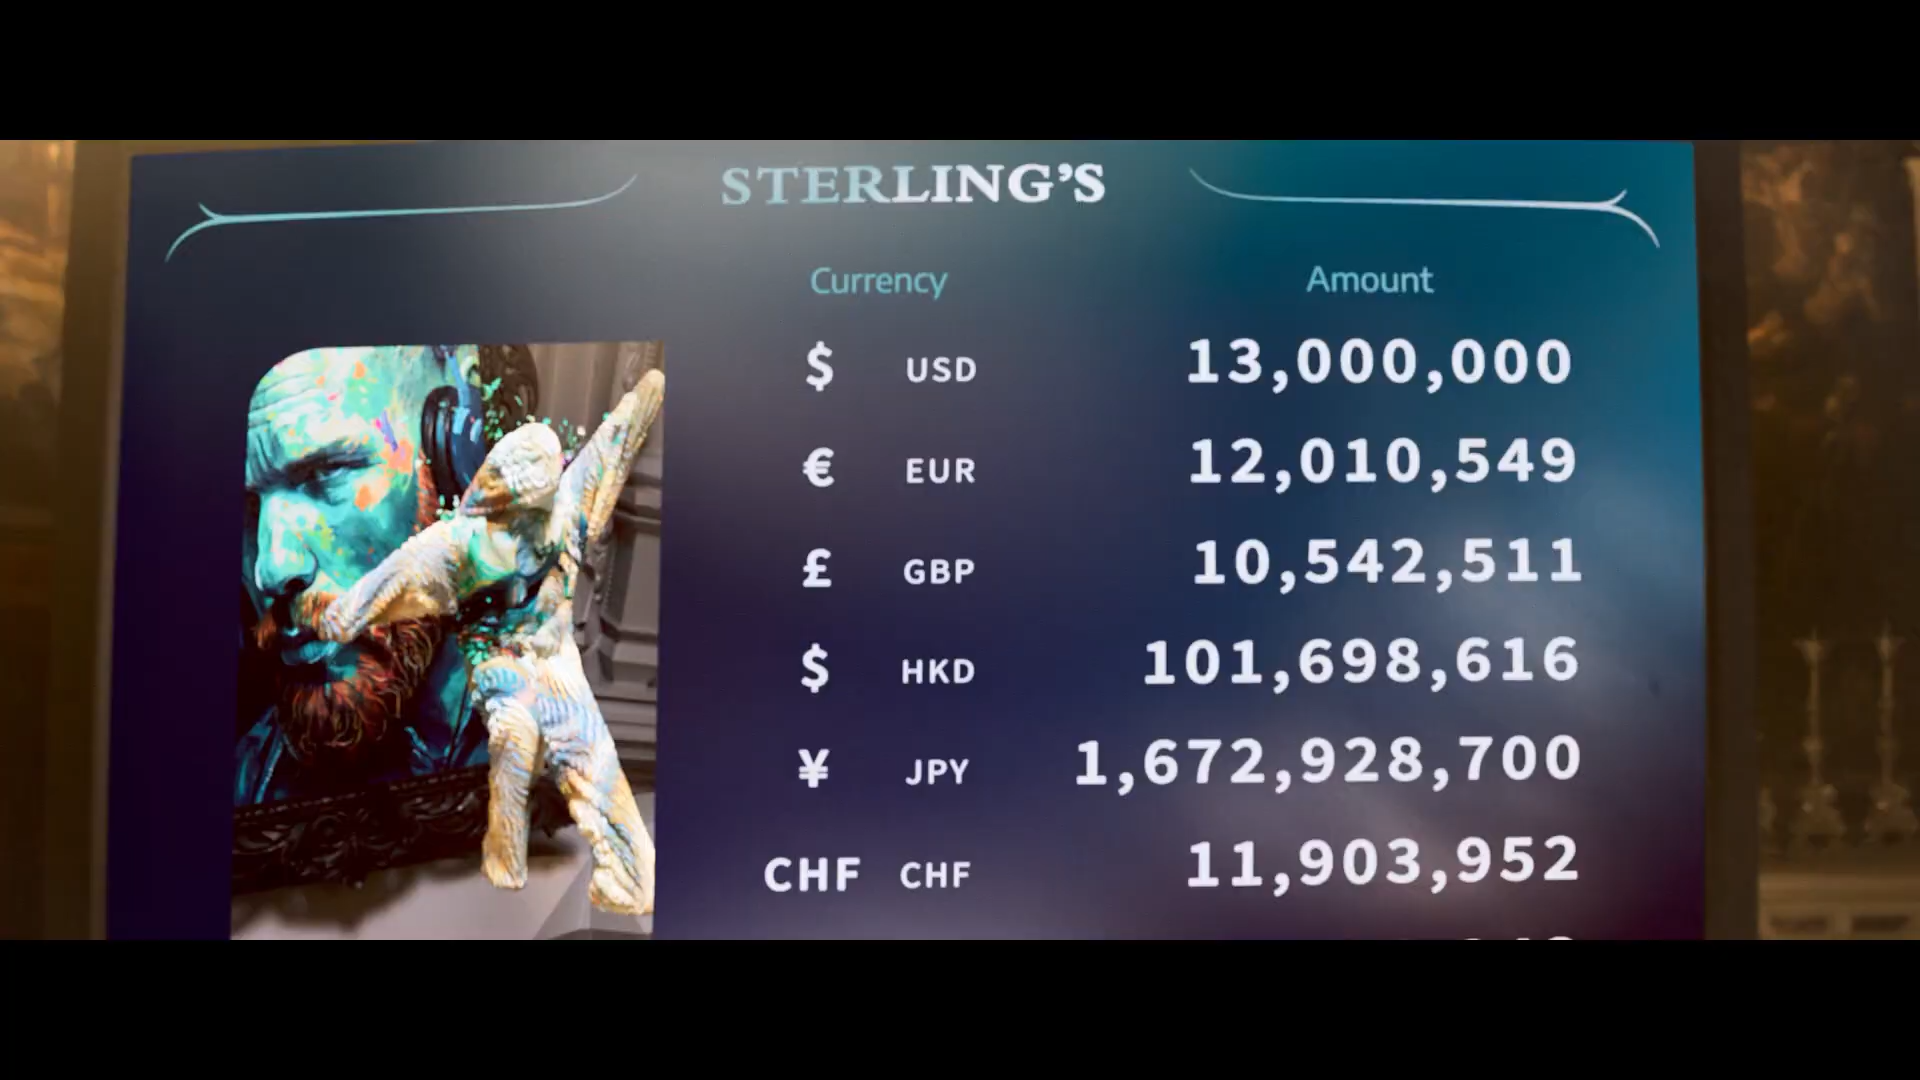 STERLING'S
Currency Amount
$ USD 13,000,000
€ EUR 12,010,549
£ GBP 10,542,511
$ HKD 101,698,616
¥ JPY 1,672,928,700
CHF CHF 11,903,952